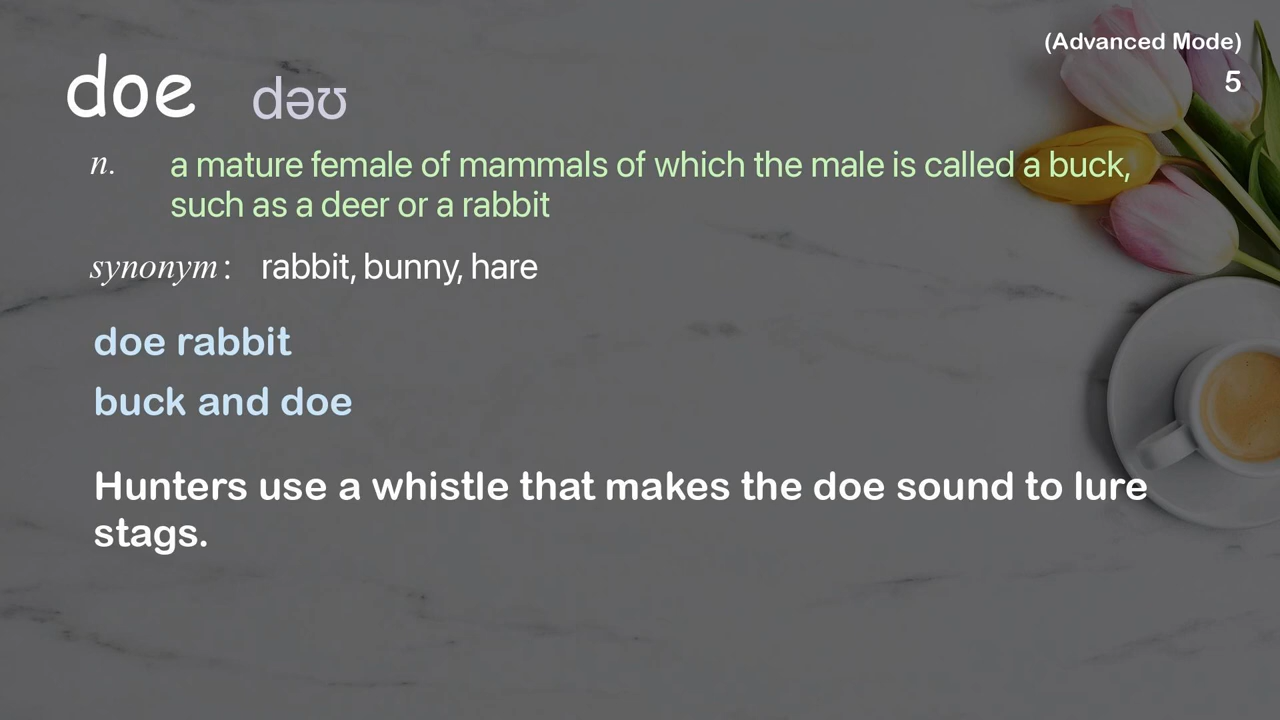 (Advanced Mode)
5
doe dəʊ
n. a mature female of mammals of which the male is called a buck,
such as a deer or a rabbit
synonym: rabbit, bunny, hare
doe rabbit
buck and doe
Hunters use a whistle that makes the doe sound to lure
stags.